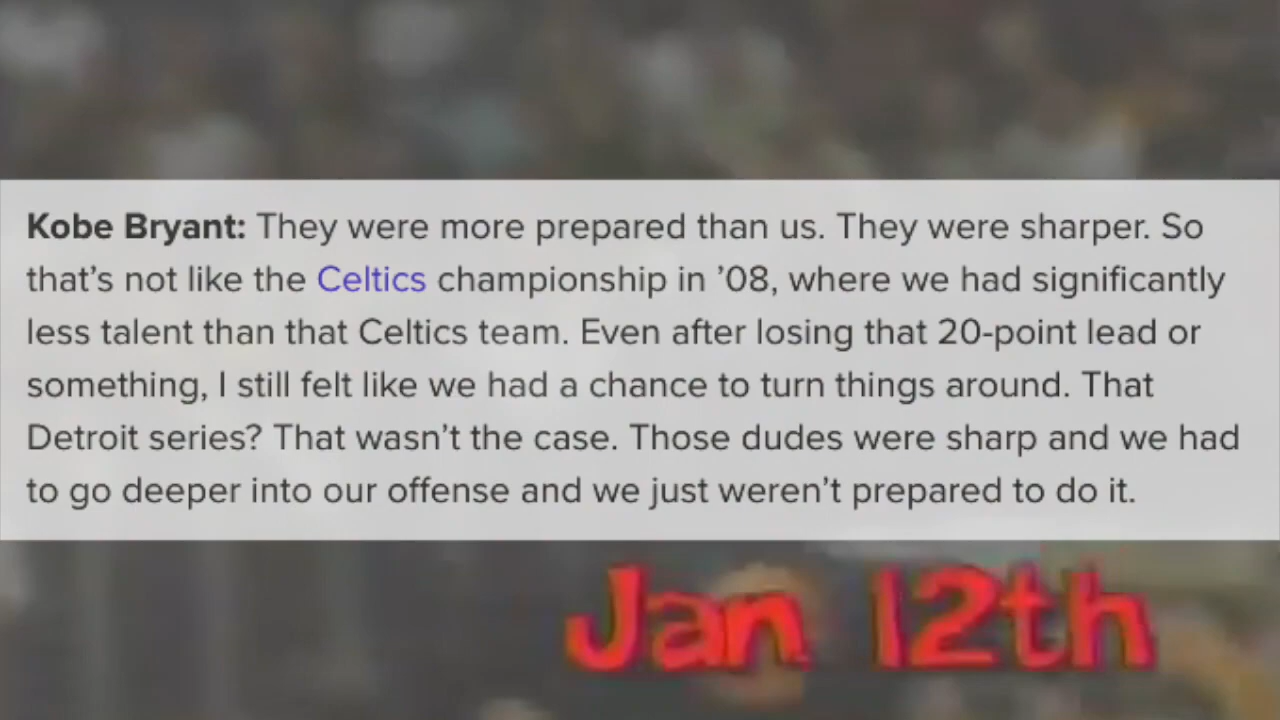 Kobe Bryant: They were more prepared than us. They were sharper. So
that’s not like the Celtics championship in ’08, where we had significantly
less talent than that Celtics team. Even after losing that 20-point lead or
something, I still felt like we had a chance to turn things around. That
Detroit series? That wasn’t the case. Those dudes were sharp and we had
to go deeper into our offense and we just weren’t prepared to do it.
Jan 12th